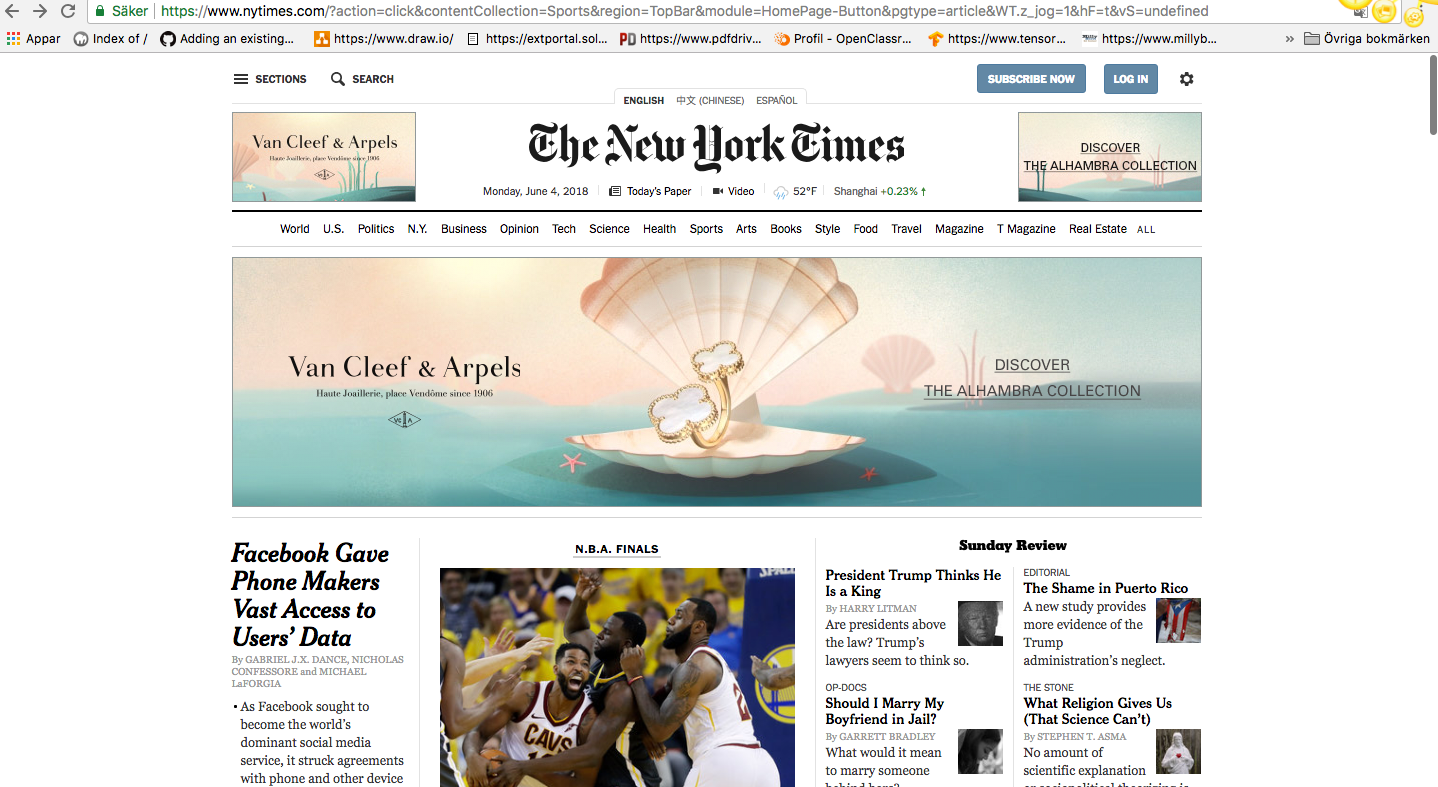 Säker
https://www.nytimes.com/?action=click&contentCollection=Sports&region=TopBar&module=HomePage-Button&pgtype=article&WT.z_jog=1&hF=t&vS=undefined
Appar
Index of /
Adding an existing...
https://www.draw.io/
https://extportal.sol...
https://www.pdfdriv...
Profil - OpenClassr...
https://www.tensor...
https://www.millyb...
»
Övriga bokmärken
SECTIONS
SEARCH
SUBSCRIBE NOW
LOG IN
ENGLISH
中文 (CHINESE)
ESPAÑOL
Van Cleef & Arpels
Haute Joaillerie, place Vendôme since 1906
The New York Times
DISCOVER
THE ALHAMBRA COLLECTION
Monday, June 4, 2018
Today's Paper
Video
52°F
Shanghai +0.23% ↑
World
U.S.
Politics
N.Y.
Business
Opinion
Tech
Science
Health
Sports
Arts
Books
Style
Food
Travel
Magazine
T Magazine
Real Estate
ALL
Van Cleef & Arpels
Haute Joaillerie, place Vendôme since 1906
DISCOVER
THE ALHAMBRA COLLECTION
Facebook Gave
Phone Makers
Vast Access to
Users' Data
By GABRIEL J.X. DANCE, NICHOLAS
CONFESSORE and MICHAEL
LaFORGIA
• As Facebook sought to
become the world's
dominant social media
service, it struck agreements
with phone and other device
N.B.A. FINALS
CAVS
Sunday Review
President Trump Thinks He
Is a King
By HARRY LITMAN
Are presidents above
the law? Trump's
lawyers seem to think so.
OP-DOCS
Should I Marry My
Boyfriend in Jail?
By GARRETT BRADLEY
What would it mean
to marry someone
behind bars?
EDITORIAL
The Shame in Puerto Rico
A new study provides
more evidence of the
Trump
administration's neglect.
THE STONE
What Religion Gives Us
(That Science Can't)
By STEPHEN T. ASMA
No amount of
scientific explanation
or sociopolitical theorizing is